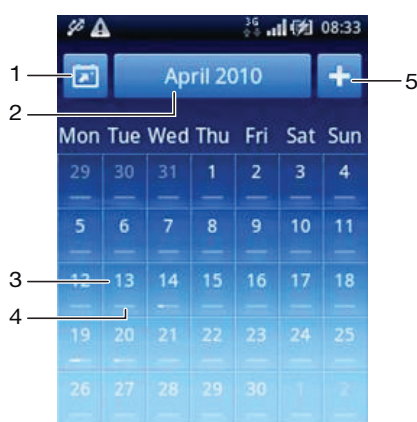 3G 08:33
1 April 2010 5
2
Mon Tue Wed Thu Fri Sat Sun
29 30 31 1 2 3 4
5 6 7 8 9 10 11
3 12 13 14 15 16 17 18
4
19 20 21 22 23 24 25
26 27 28 29 30 1 2